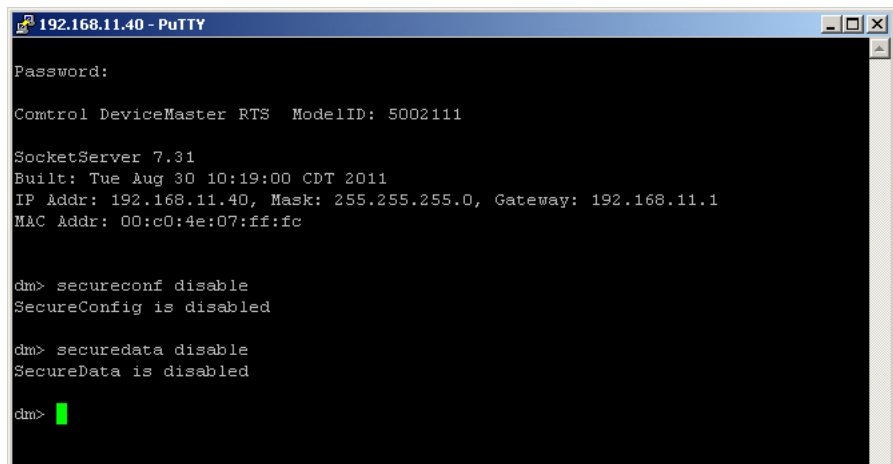 192.168.11.40 - PuTTY
Password:
Comtrol DeviceMaster RTS  ModelID: 5002111
SocketServer 7.31
Built: Tue Aug 30 10:19:00 CDT 2011
IP Addr: 192.168.11.40, Mask: 255.255.255.0, Gateway: 192.168.11.1
MAC Addr: 00:c0:4e:07:ff:fc
dm> secureconf disable
SecureConfig is disabled
dm> securedata disable
SecureData is disabled
dm>